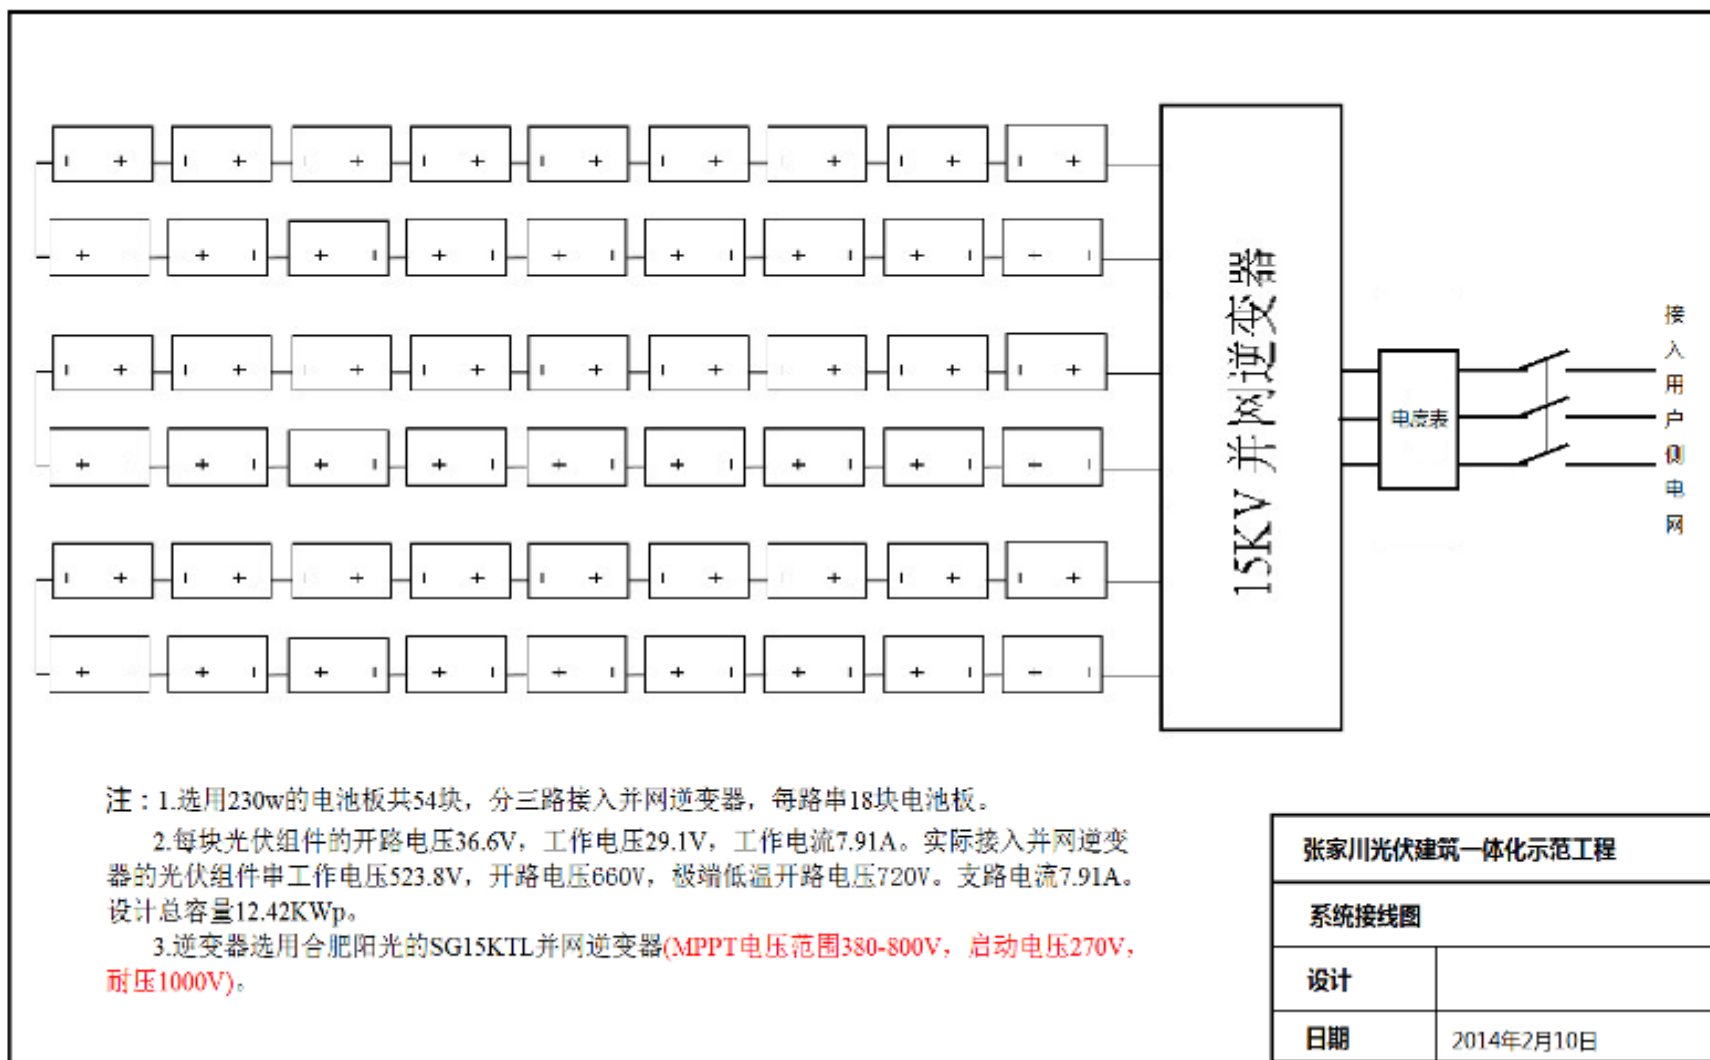 15KV 并网逆变器
电度表
接入用户侧电网
注：1.选用230w的电池板共54块，分三路接入并网逆变器，每路串18块电池板。
2.每块光伏组件的开路电压36.6V，工作电压29.1V，工作电流7.91A。实际接入并网逆变
器的光伏组件串工作电压523.8V，开路电压660V，极端低温开路电压720V。支路电流7.91A。
设计总容量12.42KWp。
3.逆变器选用合肥阳光的SG15KTL并网逆变器(MPPT电压范围380-800V，启动电压270V，
耐压1000V)。
张家川光伏建筑一体化示范工程
系统接线图
设计
日期 2014年2月10日